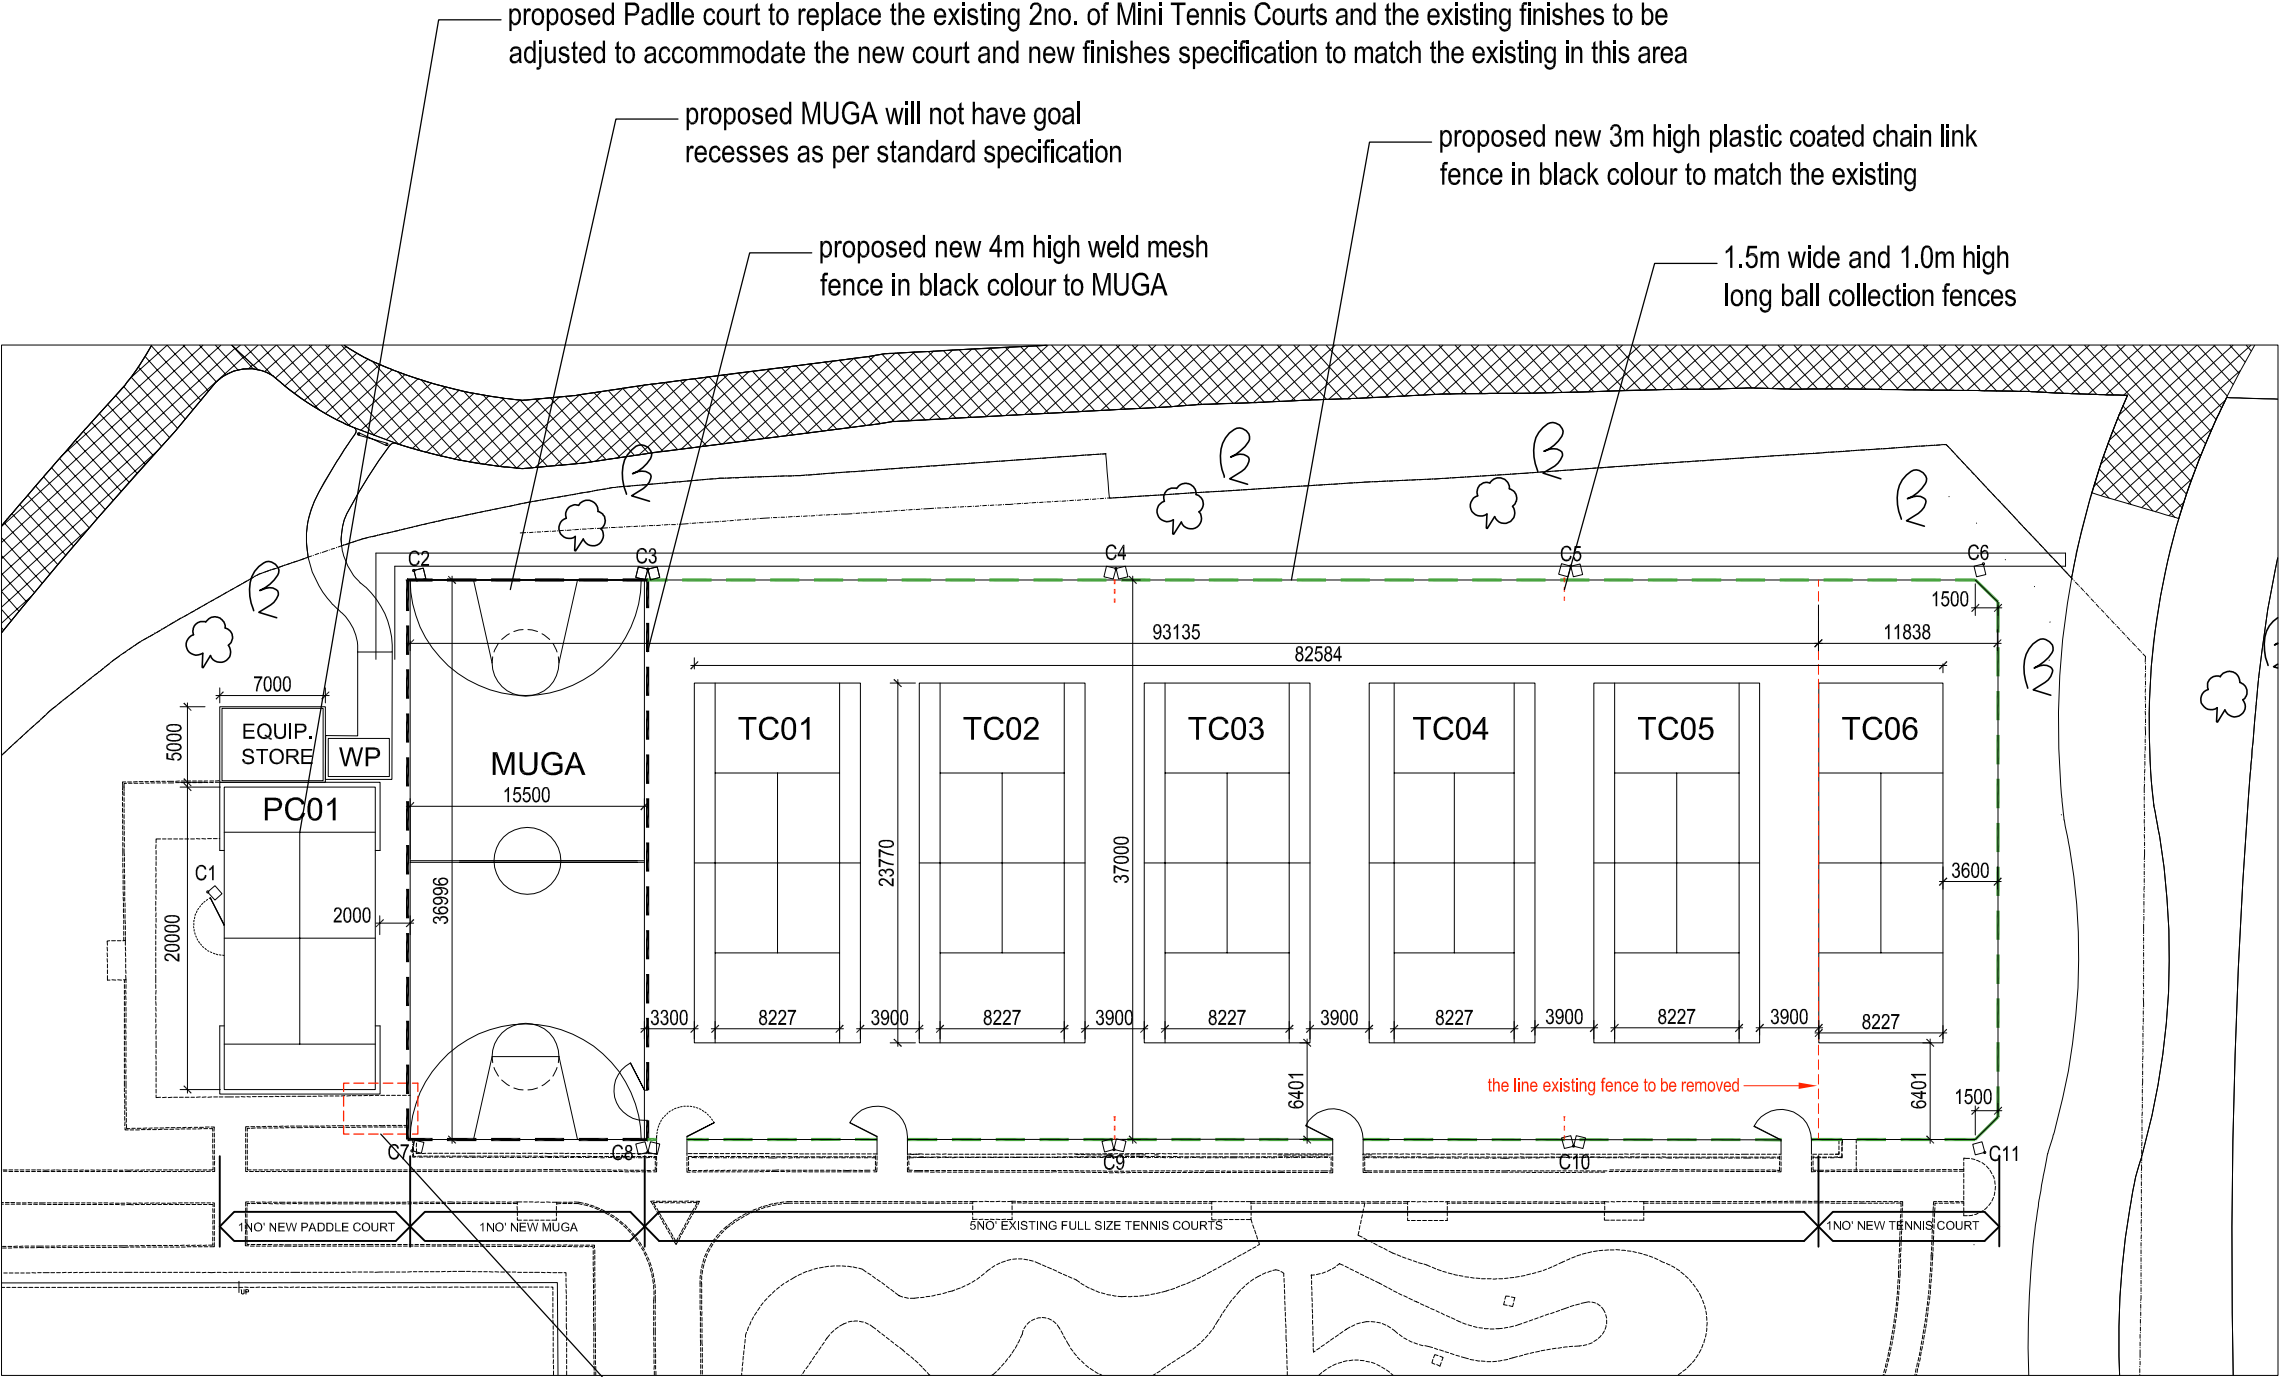 proposed Padlle court to replace the existing 2no. of Mini Tennis Courts and the existing finishes to be
adjusted to accommodate the new court and new finishes specification to match the existing in this area
proposed MUGA will not have goal
recesses as per standard specification
proposed new 3m high plastic coated chain link
fence in black colour to match the existing
proposed new 4m high weld mesh
fence in black colour to MUGA
1.5m wide and 1.0m high
long ball collection fences
C2
C3
C4
C5
C6
1500
93135
11838
82584
7000
5000
EQUIP.
STORE
WP
MUGA
15500
TC01
TC02
TC03
TC04
TC05
TC06
PC01
C1
2000
20000
36996
23770
37000
3600
3300
8227
3900
8227
3900
8227
3900
8227
3900
8227
3900
8227
6401
the line existing fence to be removed
6401
1500
C7
C8
C9
C10
C11
1NO' NEW PADDLE COURT
1NO' NEW MUGA
5NO' EXISTING FULL SIZE TENNIS COURTS
1NO' NEW TENNIS COURT
UP